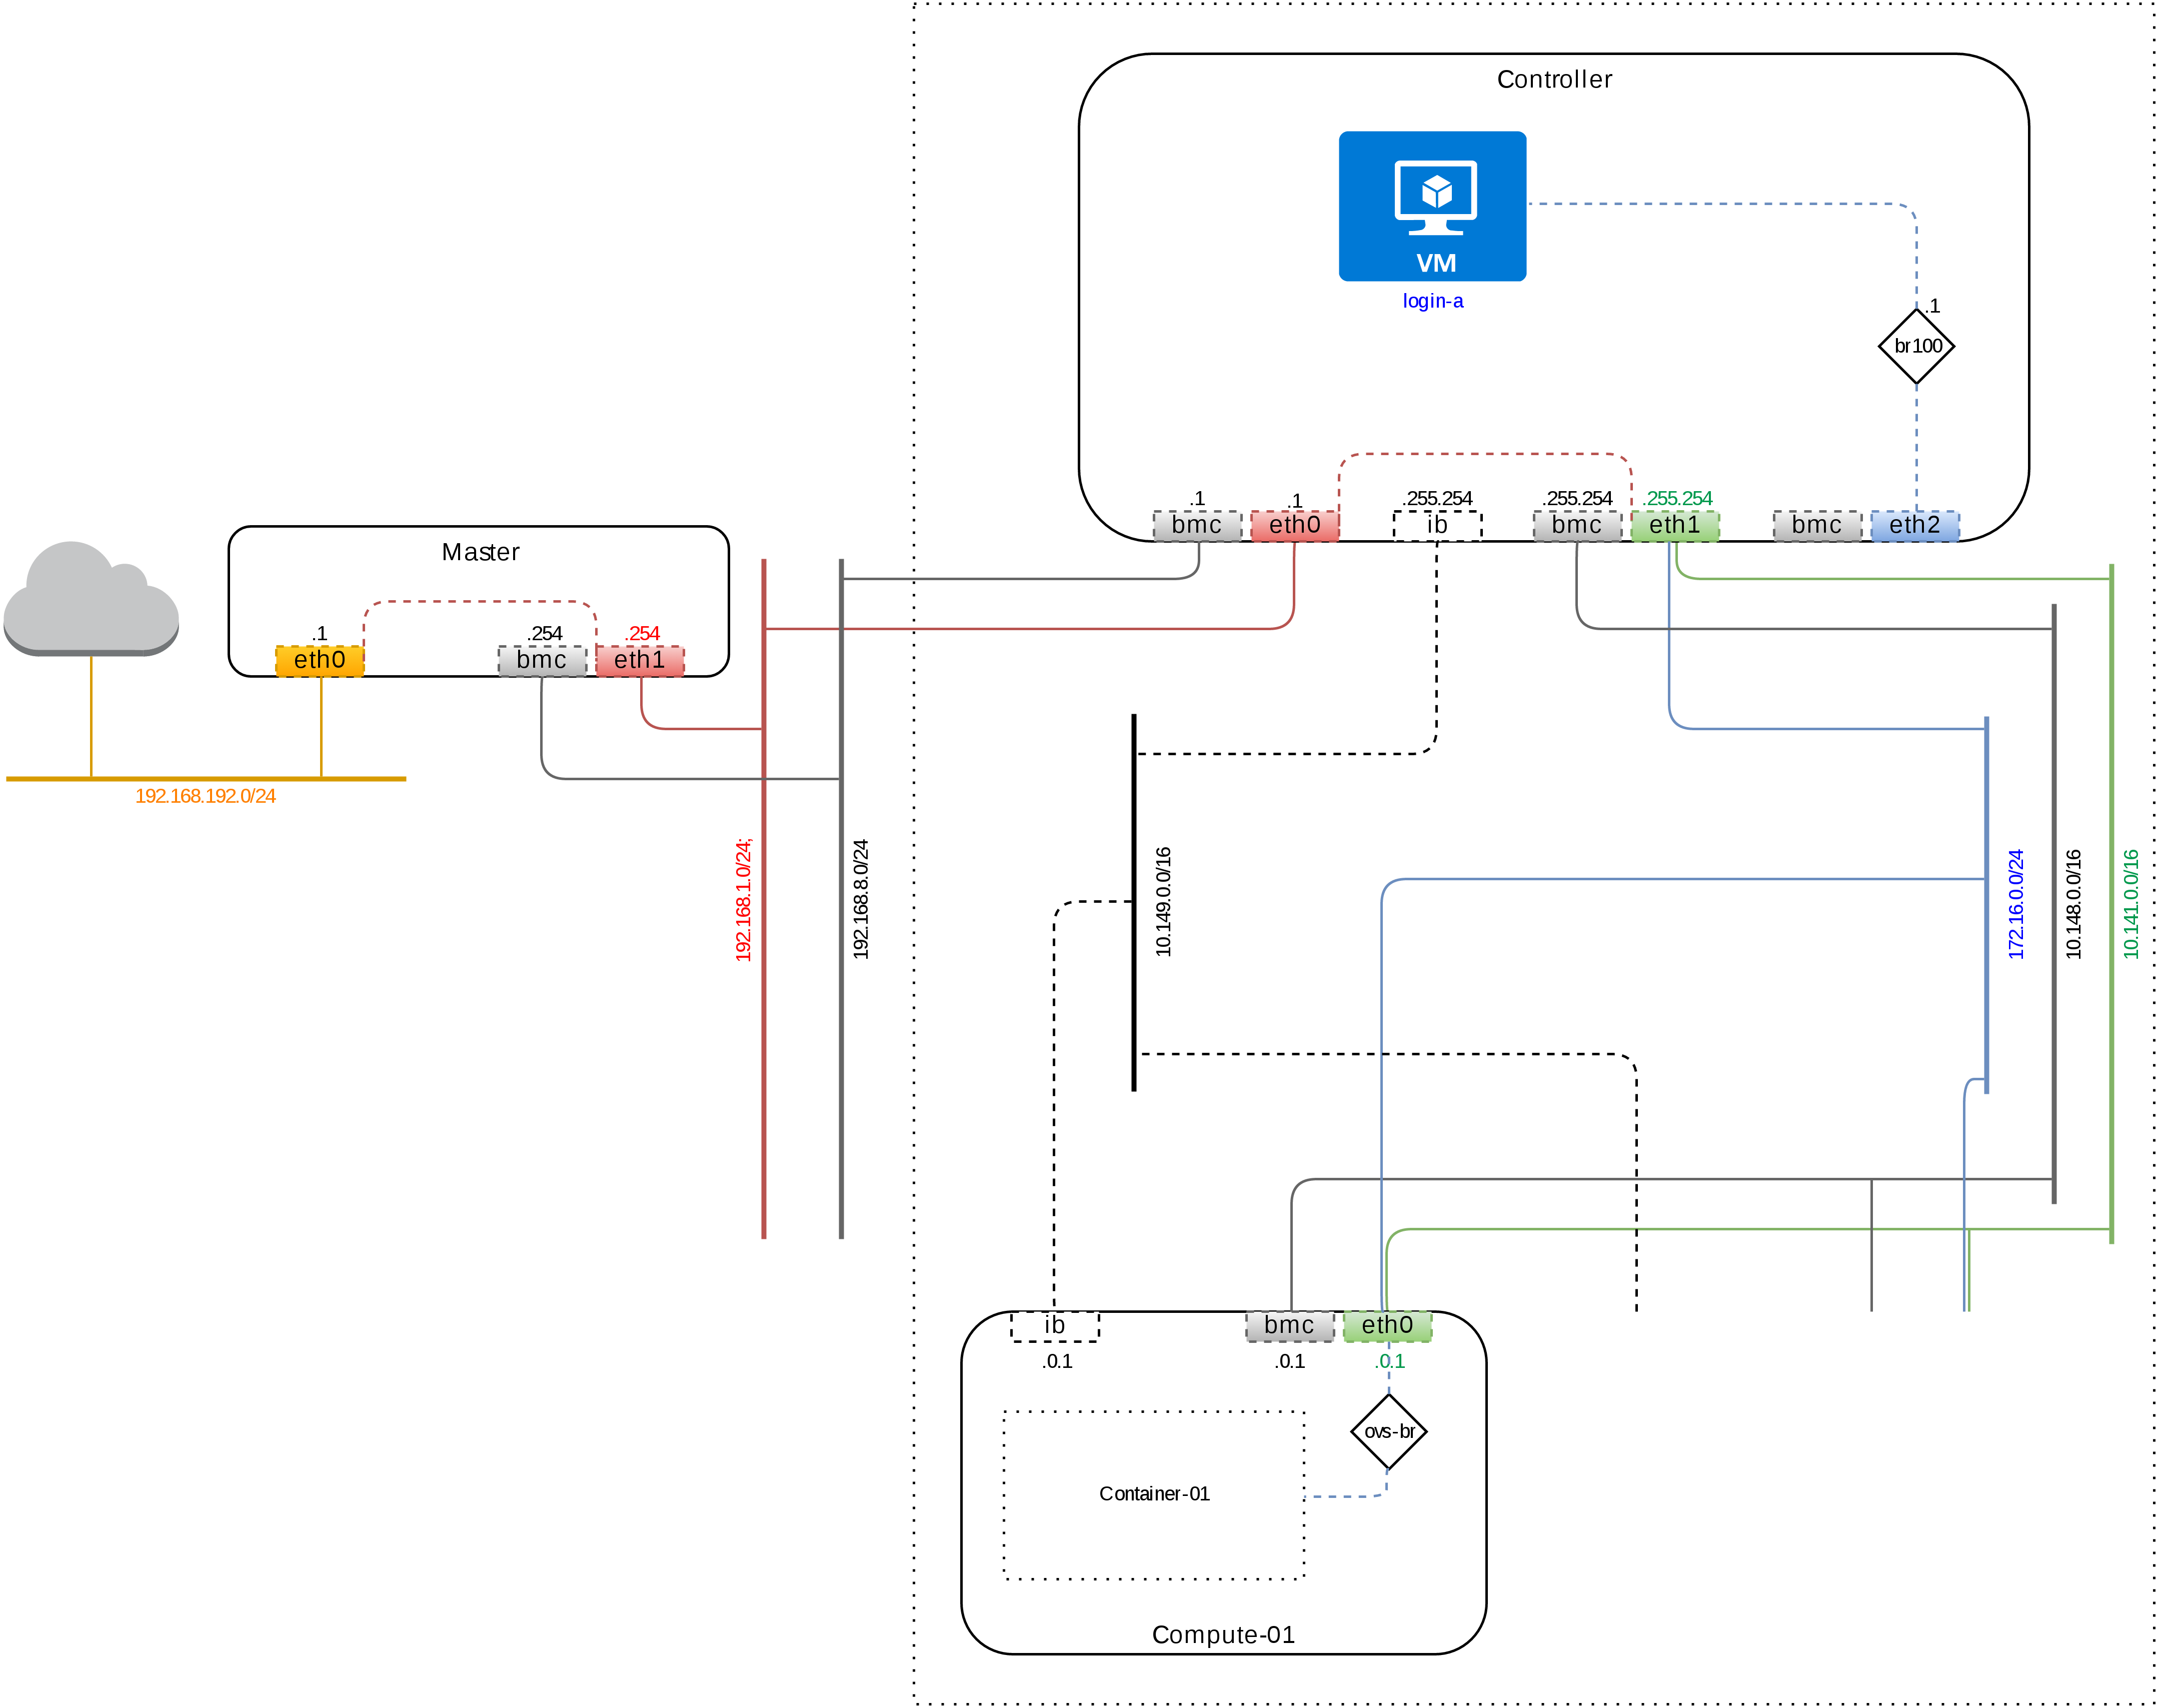 Controller
VM
login-a
.1
br100
.1
.1
.255.254
.255.254
.255.254
bmc
eth0
ib
bmc
eth1
bmc
eth2
Master
.1
.254
.254
eth0
bmc
eth1
192.168.192.0/24
192.168.1.0/24;
192.168.8.0/24
10.149.0.0/16
172.16.0.0/24
10.148.0.0/16
10.141.0.0/16
ib
bmc
eth0
.0.1
.0.1
.0.1
ovs-br
Container-01
Compute-01